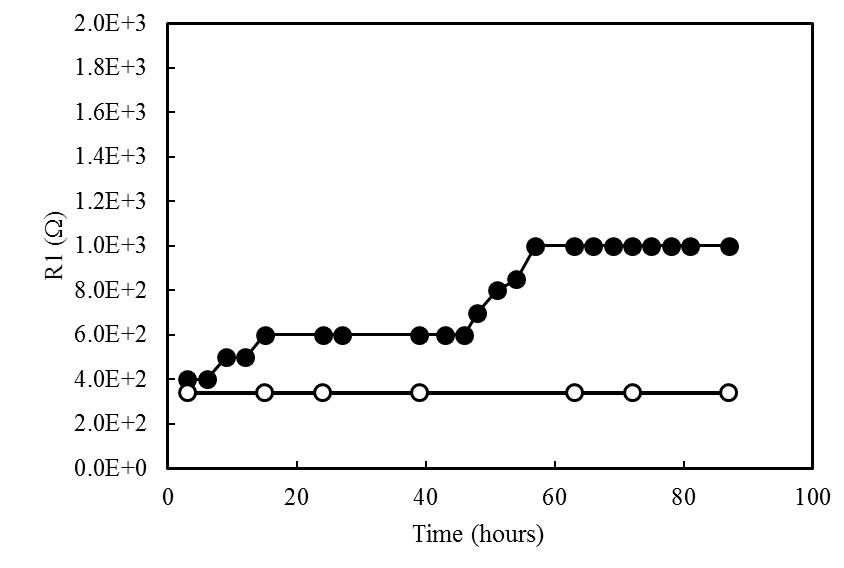 2.0E+3
1.8E+3
1.6E+3
1.4E+3
1.2E+3
1.0E+3
8.0E+2
6.0E+2
4.0E+2
2.0E+2
0.0E+0
R1 (Ω)
0 20 40 60 80 100
Time (hours)